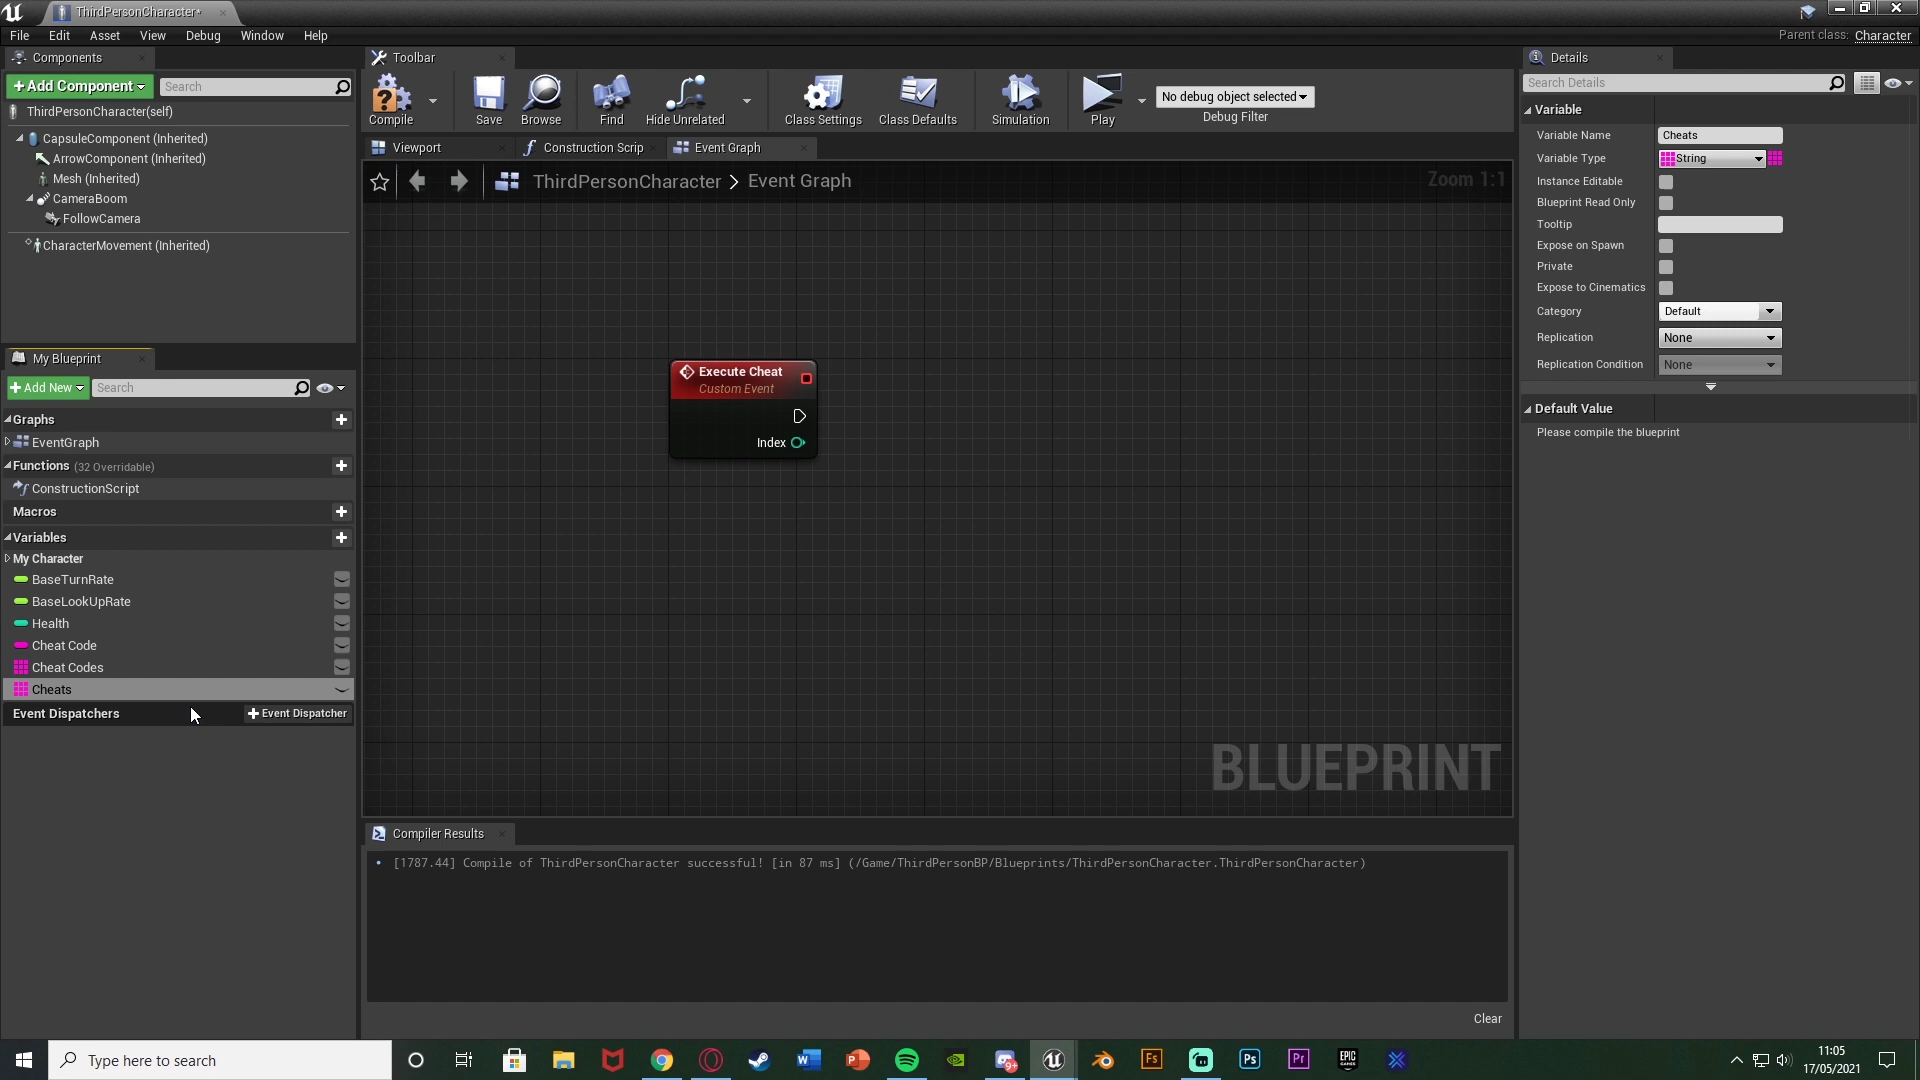 ThirdPersonCharacter*
File Edit Asset View Debug Window Help
Parent class: Character
Components
Add Component
Search
ThirdPersonCharacter(self)
CapsuleComponent (Inherited)
ArrowComponent (Inherited)
Mesh (Inherited)
CameraBoom
FollowCamera
CharacterMovement (Inherited)
My Blueprint
Add New
Search
Graphs
EventGraph
Functions (32 Overridable)
ConstructionScript
Macros
Variables
My Character
BaseTurnRate
BaseLookUpRate
Health
Cheat Code
Cheat Codes
Cheats
Event Dispatchers
Event Dispatcher
Toolbar
Compile
Save
Browse
Find
Hide Unrelated
Class Settings
Class Defaults
Simulation
Play
No debug object selected
Debug Filter
Viewport
Construction Scrip
Event Graph
ThirdPersonCharacter > Event Graph
Zoom 1:1
Execute Cheat
Custom Event
Index
BLUEPRINT
Compiler Results
[1787.44] Compile of ThirdPersonCharacter successful! [in 87 ms] (/Game/ThirdPersonBP/Blueprints/ThirdPersonCharacter.ThirdPersonCharacter)
Clear
Details
Search Details
Variable
Variable Name Cheats
Variable Type String
Instance Editable
Blueprint Read Only
Tooltip
Expose on Spawn
Private
Expose to Cinematics
Category Default
Replication None
Replication Condition None
Default Value
Please compile the blueprint
Type here to search
W
P
9+
Fs
Ps
Pr
EPIC
GAMES
11:05
17/05/2021